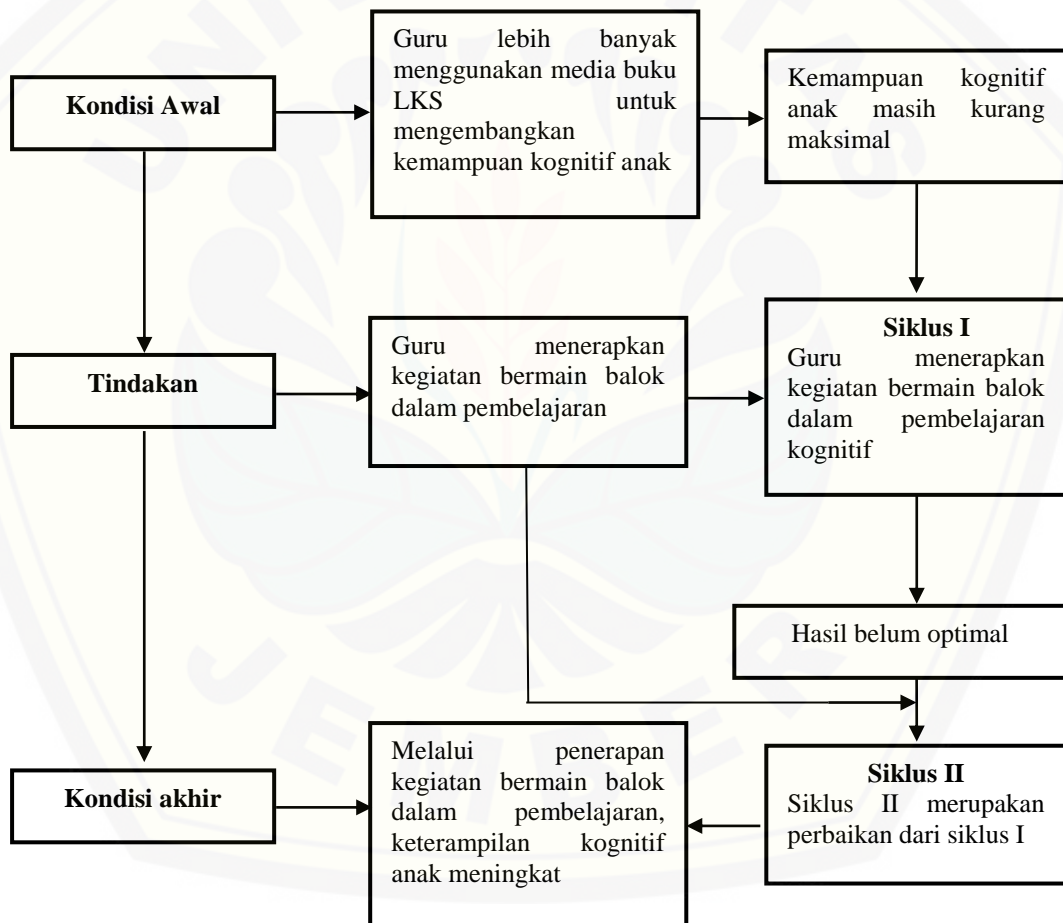 Kondisi Awal
Guru lebih banyak
menggunakan media buku
LKS untuk
mengembangkan
kemampuan kognitif anak
Kemampuan kognitif
anak masih kurang
maksimal
Tindakan
Guru menerapkan
kegiatan bermain balok
dalam pembelajaran
Siklus I
Guru menerapkan
kegiatan bermain balok
dalam pembelajaran
kognitif
Hasil belum optimal
Kondisi akhir
Melalui penerapan
kegiatan bermain balok
dalam pembelajaran,
keterampilan kognitif
anak meningkat
Siklus II
Siklus II merupakan
perbaikan dari siklus I
JEMBER